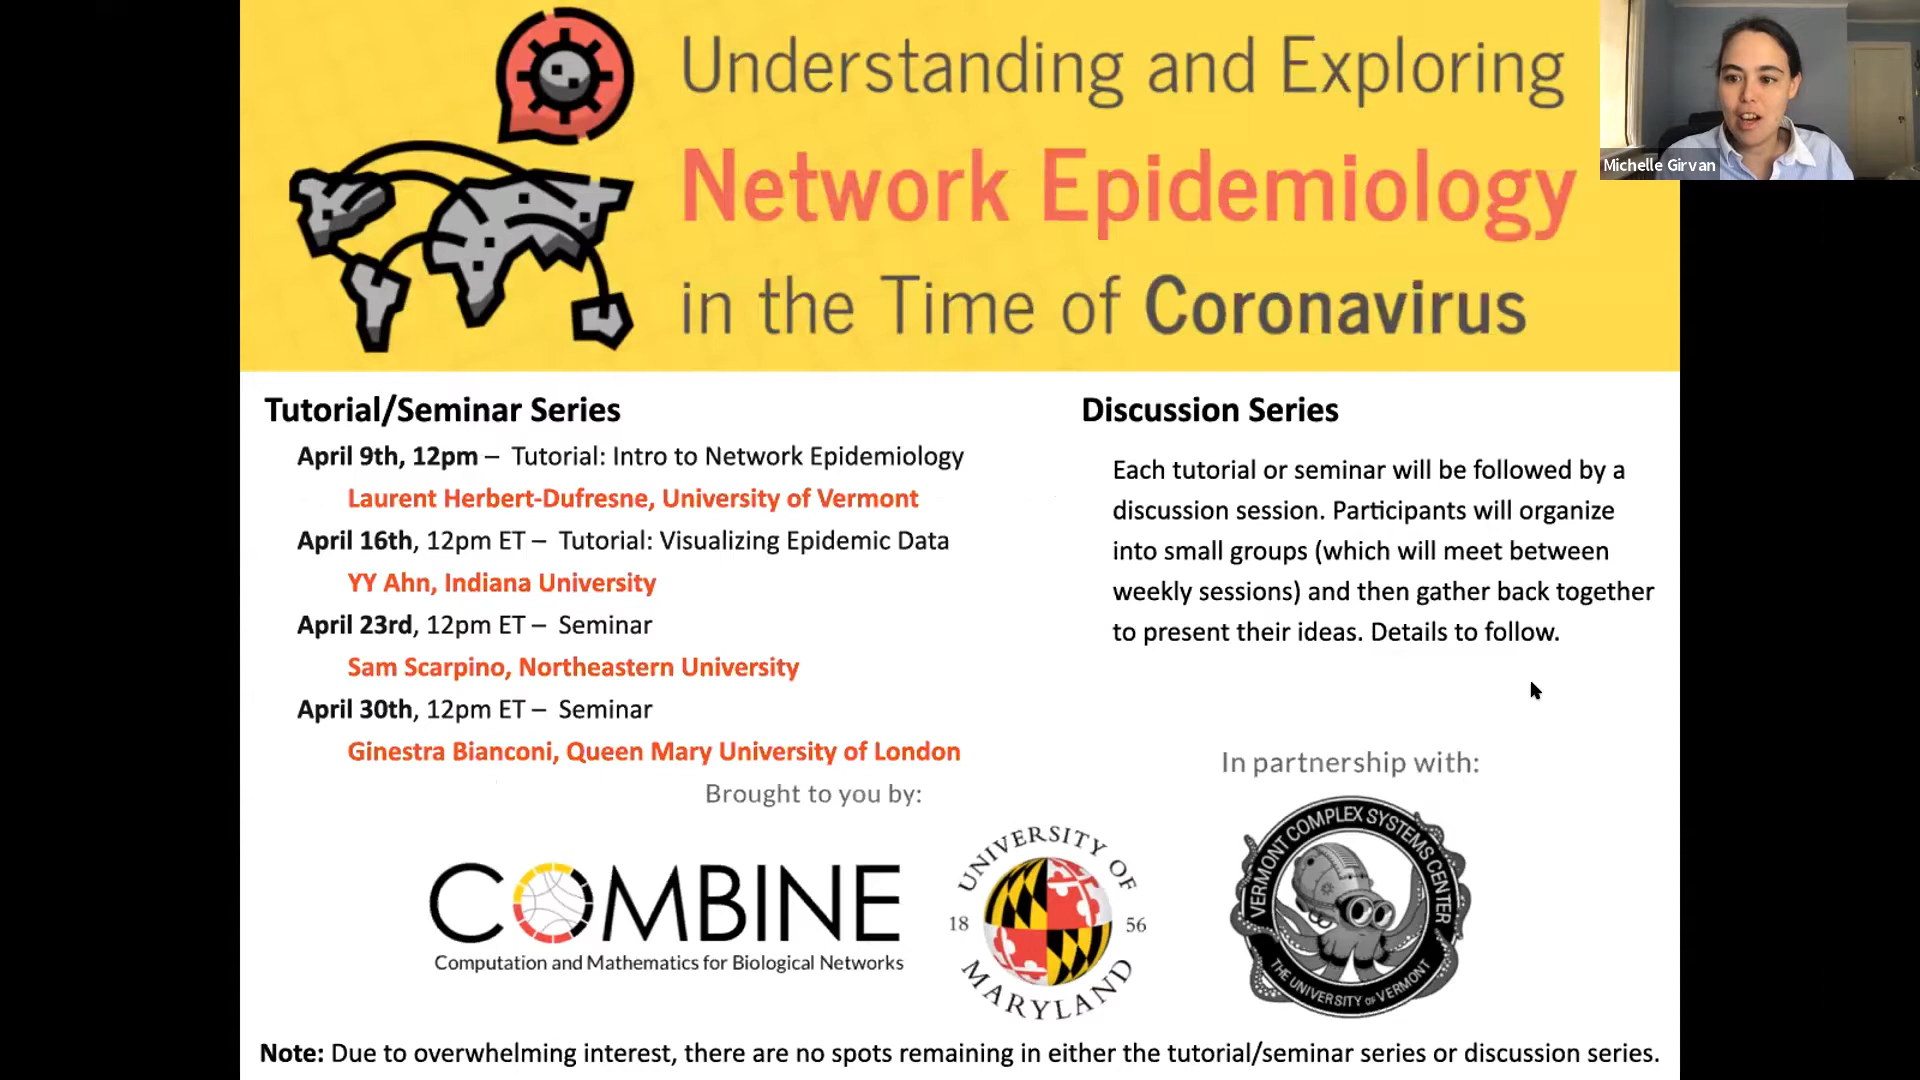 Understanding and Exploring
Network Epidemiology
in the Time of Coronavirus
Michelle Girvan
Tutorial/Seminar Series
April 9th, 12pm – Tutorial: Intro to Network Epidemiology
Laurent Herbert-Dufresne, University of Vermont
April 16th, 12pm ET – Tutorial: Visualizing Epidemic Data
YY Ahn, Indiana University
April 23rd, 12pm ET – Seminar
Sam Scarpino, Northeastern University
April 30th, 12pm ET – Seminar
Ginestra Bianconi, Queen Mary University of London
Discussion Series
Each tutorial or seminar will be followed by a
discussion session. Participants will organize
into small groups (which will meet between
weekly sessions) and then gather back together
to present their ideas. Details to follow.
Brought to you by:
COMBINE
Computation and Mathematics for Biological Networks
UNIVERSITY OF
18 56
MARYLAND
In partnership with:
VERMONT COMPLEX SYSTEMS CENTER
THE UNIVERSITY OF VERMONT
Note: Due to overwhelming interest, there are no spots remaining in either the tutorial/seminar series or discussion series.